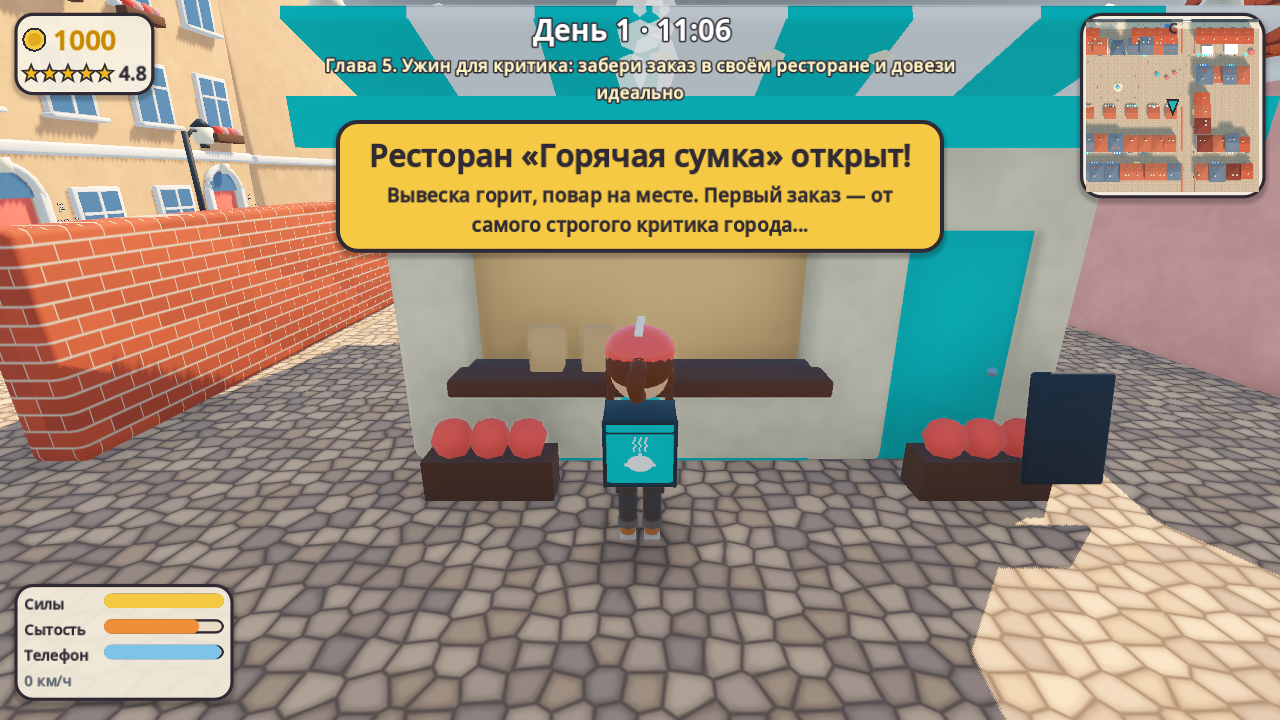 1000
4.8
День 1 · 11:06
Глава 5. Ужин для критика: забери заказ в своём ресторане и довези
идеально
С
Ресторан «Горячая сумка» открыт!
Вывеска горит, повар на месте. Первый заказ — от
самого строгого критика города...
Силы
Сытость
Телефон
0 км/ч